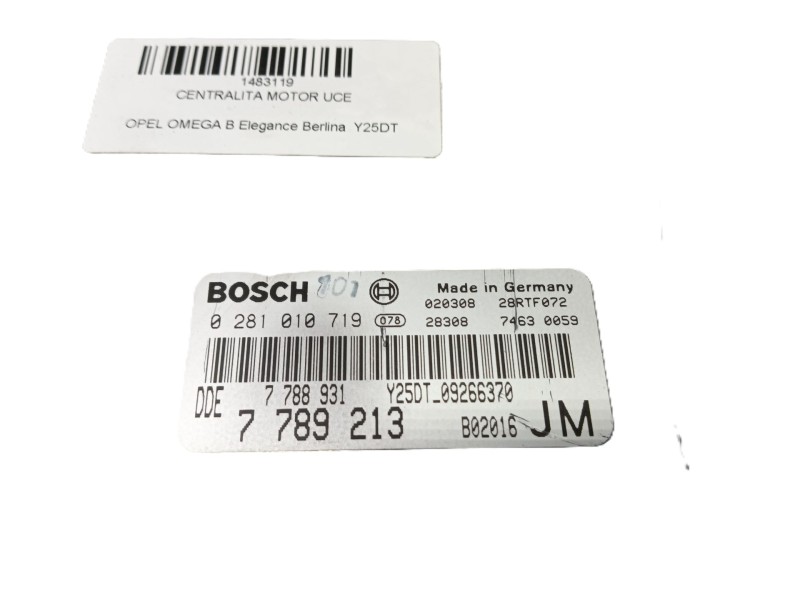 1483119
CENTRALITA MOTOR UCE
OPEL OMEGA B Elegance Berlina Y25DT
BOSCH 801 Made in Germany
020308 28RTF072
0 281 010 719 078 28308 7463 0059
DDE 7 788 931 Y25DT_09266370
7 789 213 B02016 JM